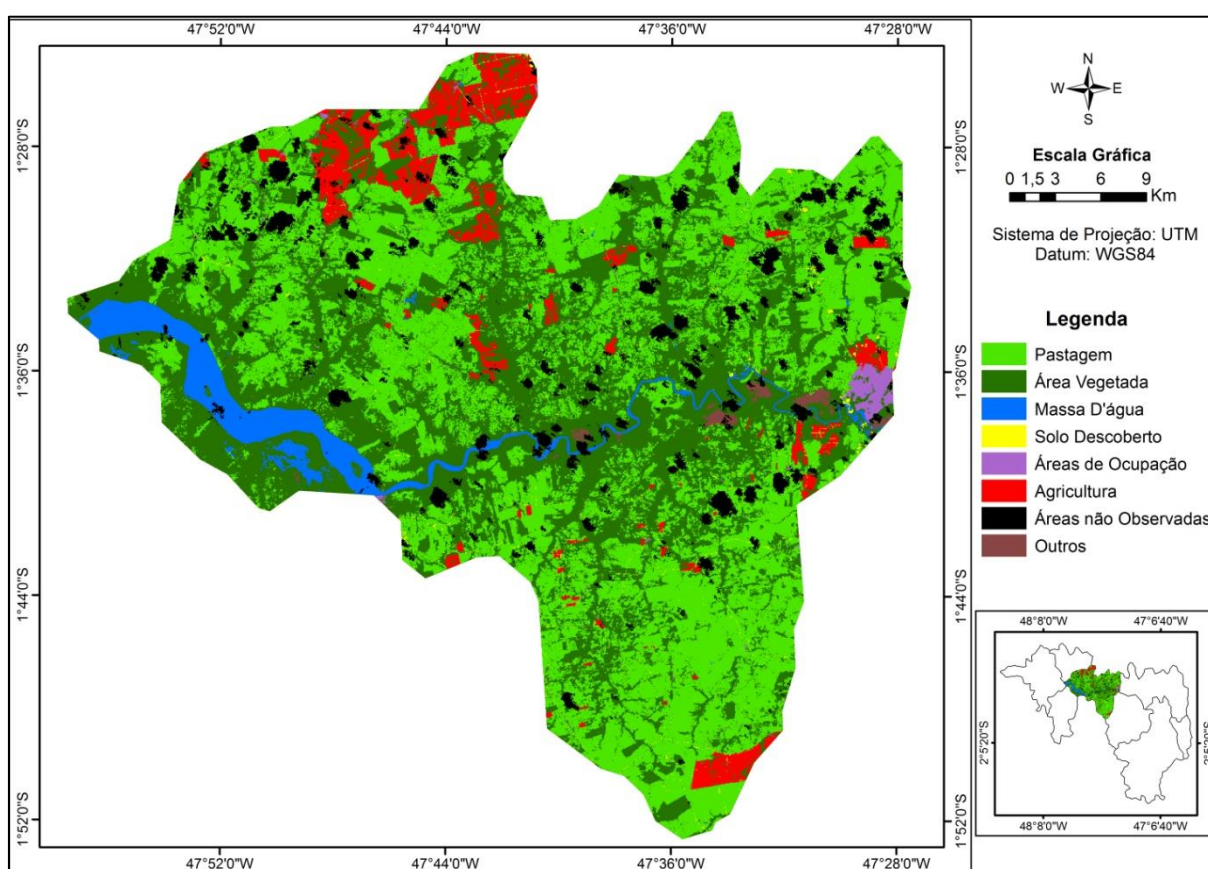 47°52'0"W 47°44'0"W 47°36'0"W 47°28'0"W
1°28'0"S 1°28'0"S
1°36'0"S 1°36'0"S
1°44'0"S 1°44'0"S
1°52'0"S 1°52'0"S
47°52'0"W 47°44'0"W 47°36'0"W 47°28'0"W
N
W E
S
Escala Gráfica
0 1,5 3 6 9
Km
Sistema de Projeção: UTM
Datum: WGS84
Legenda
Pastagem
Área Vegetada
Massa D'água
Solo Descoberto
Áreas de Ocupação
Agricultura
Áreas não Observadas
Outros
48°8'0"W 47°6'40"W
2°5'20"S 2°5'20"S
48°8'0"W 47°6'40"W